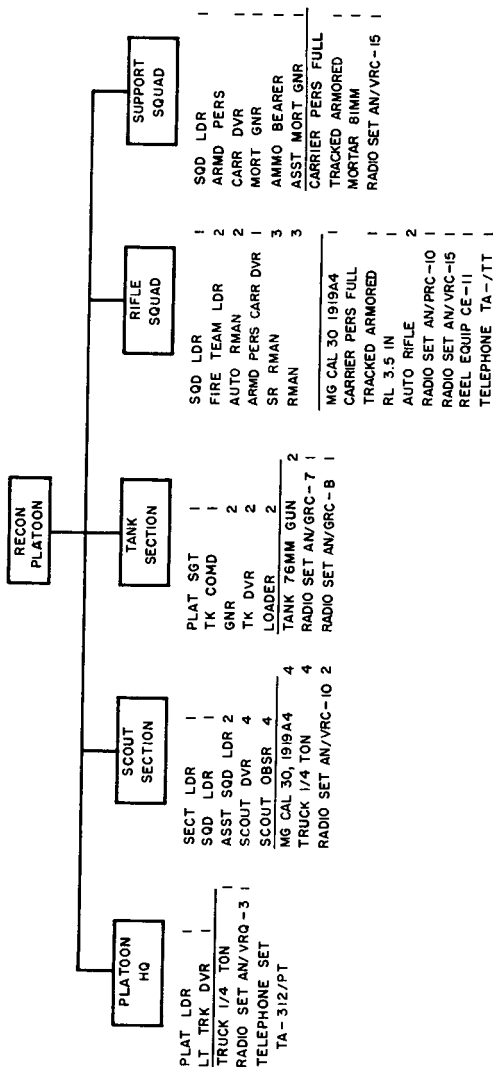 RECON
PLATOON
PLATOON
HQ
PLAT LDR 1
LT TRK DVR 1
TRUCK 1/4 TON 1
RADIO SET AN/VRQ-3 1
TELEPHONE SET
TA-312/PT
SCOUT
SECTION
SECT LDR 1
SQD LDR 1
ASST SQD LDR 2
SCOUT DVR 4
SCOUT OBSR 4
MG CAL 30, 1919A4 4
TRUCK 1/4 TON 4
RADIO SET AN/VRC-10 2
TANK
SECTION
PLAT SGT 1
TK COMD 1
GNR 2
TK DVR 2
LOADER 2
TANK 76MM GUN 2
RADIO SET AN/GRC-7 1
RADIO SET AN/GRC-8 1
RIFLE
SQUAD
SQD LDR 1
FIRE TEAM LDR 2
AUTO RMAN 2
ARMD PERS CARR DVR 1
SR RMAN 3
RMAN 3
MG CAL 30 1919A4 1
CARRIER PERS FULL
TRACKED ARMORED 1
RL 3.5 IN 1
AUTO RIFLE 2
RADIO SET AN/PRC-10 1
RADIO SET AN/VRC-15 1
REEL EQUIP CE-11 1
TELEPHONE TA-/TT 1
SUPPORT
SQUAD
SQD LDR 1
ARMD PERS
CARR DVR 1
MORT GNR 1
AMMO BEARER 1
ASST MORT GNR 1
CARRIER PERS FULL
TRACKED ARMORED 1
MORTAR 81MM 1
RADIO SET AN/VRC-15 1